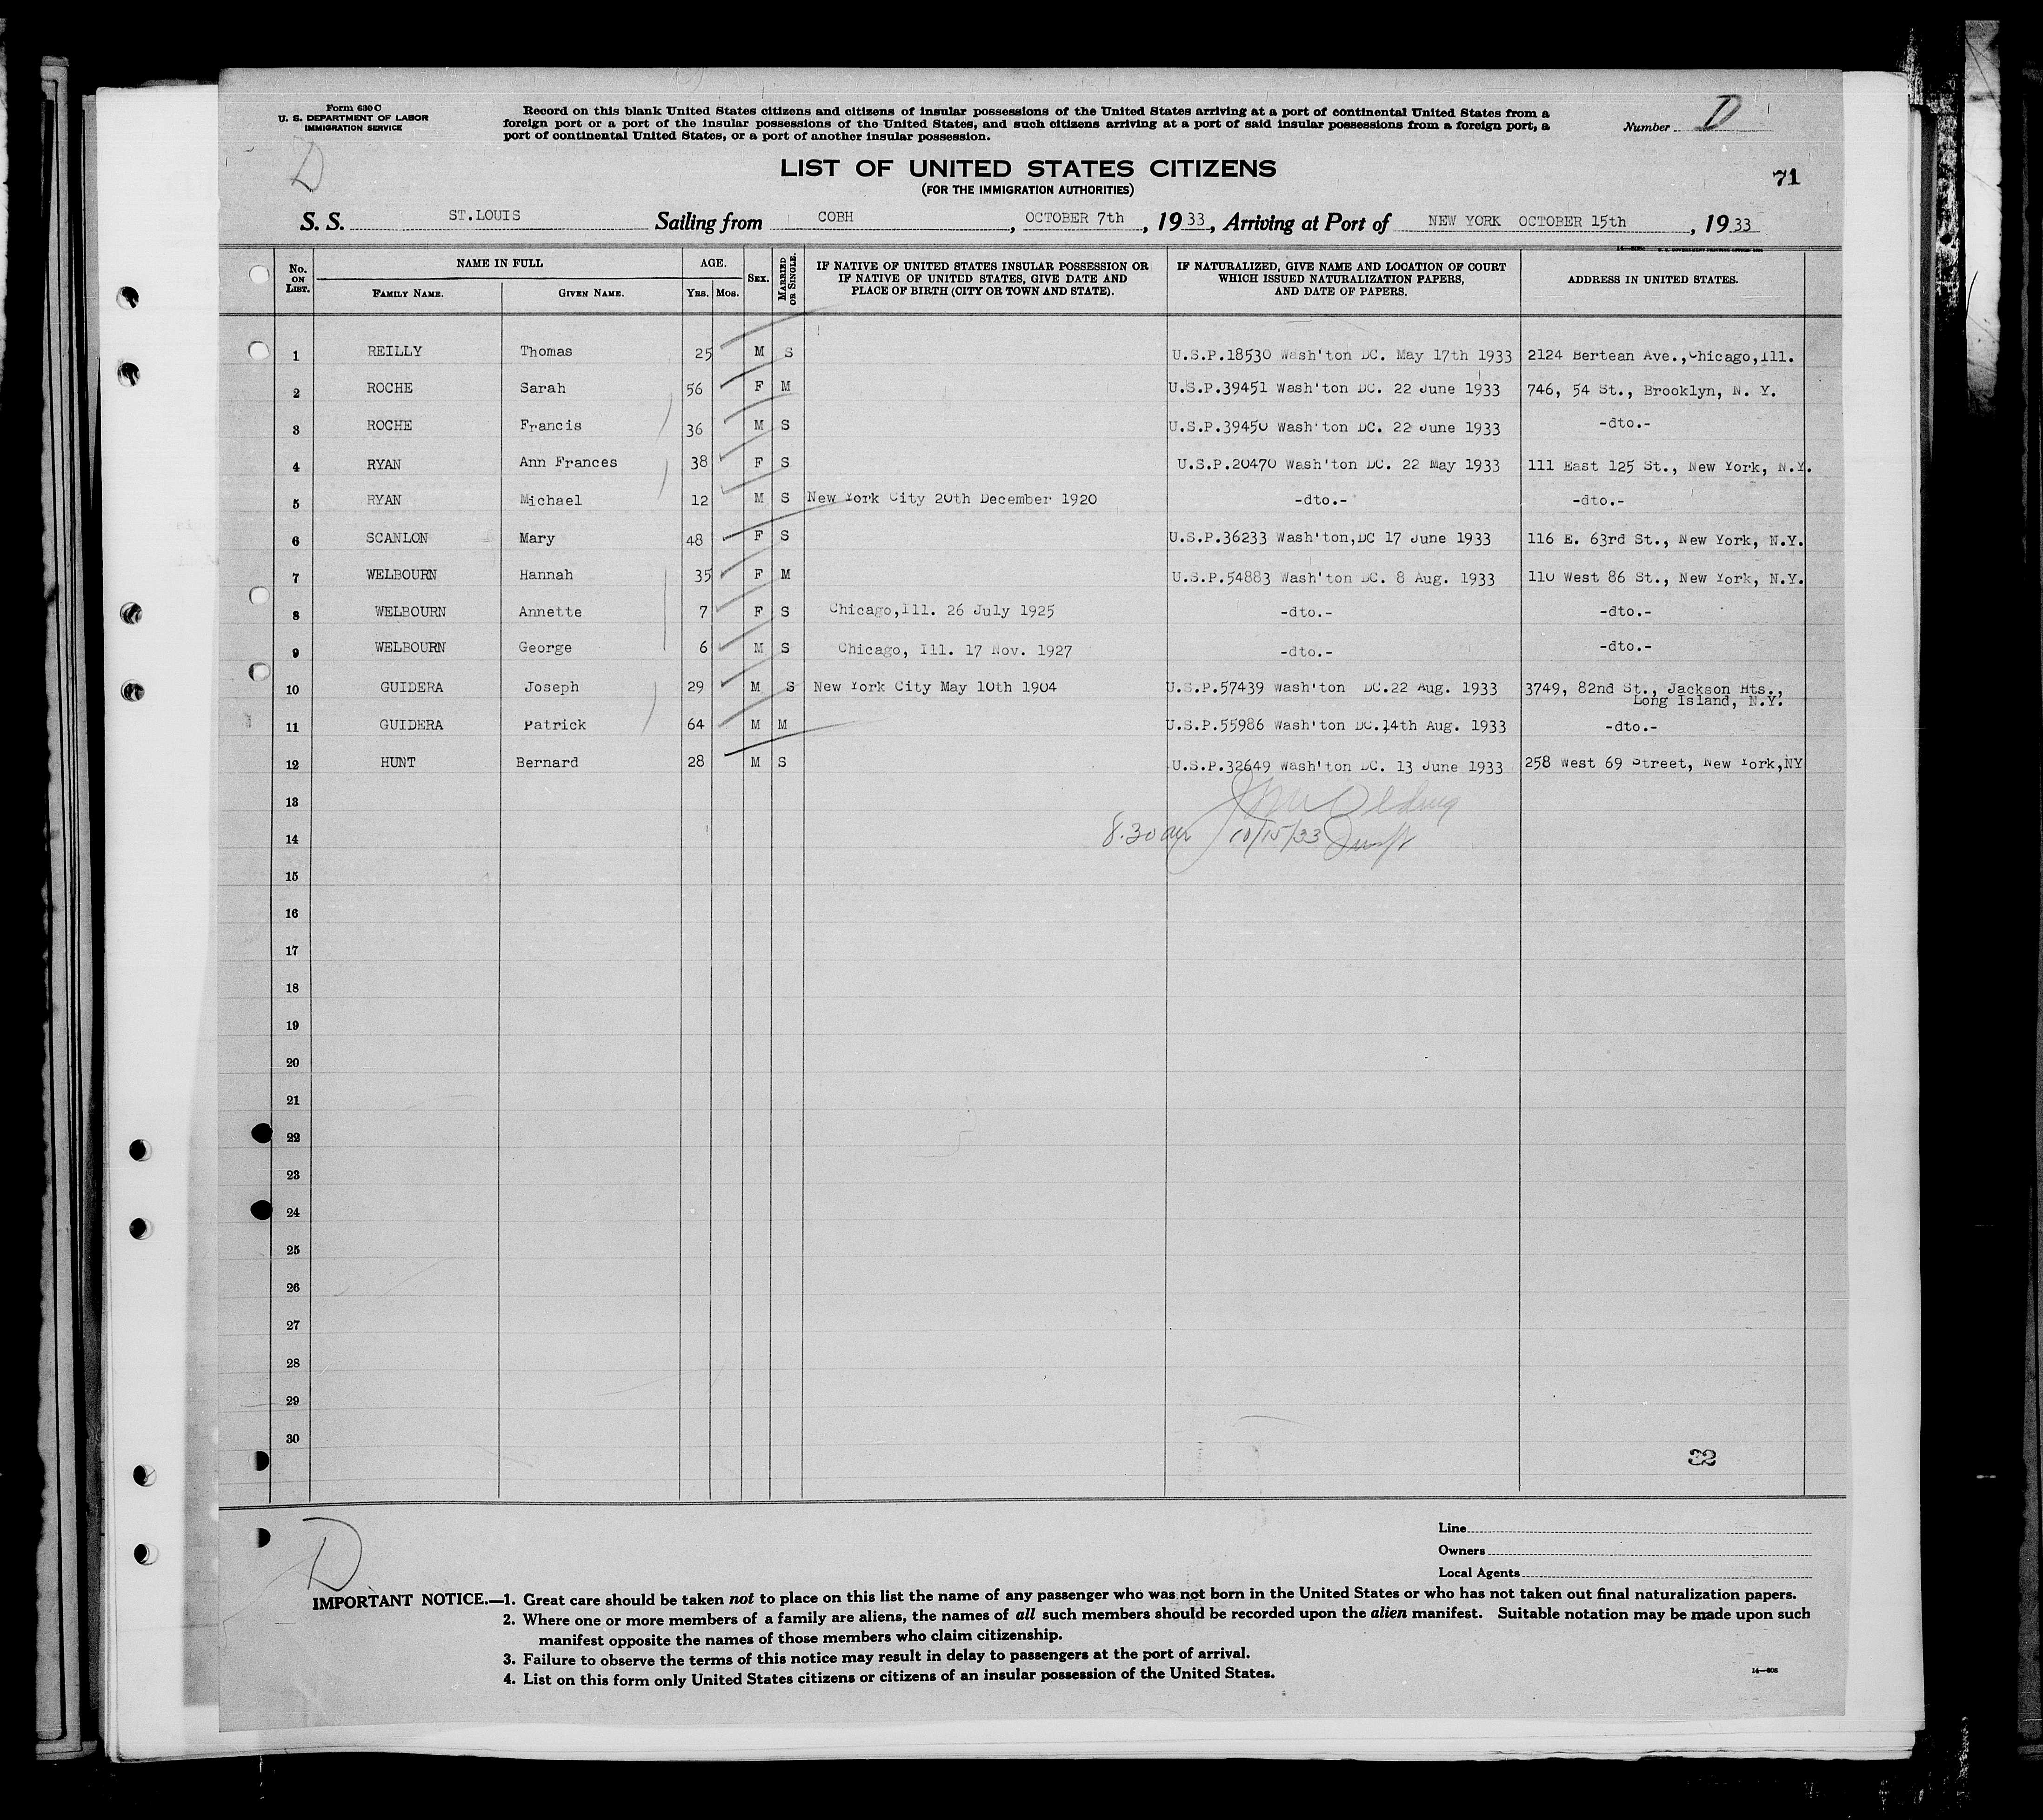 Form 630 C
U. S. DEPARTMENT OF LABOR
IMMIGRATION SERVICE
Record on this blank United States citizens and citizens of insular possessions of the United States arriving at a port of continental United States from a
foreign port or a port of the insular possessions of the United States, and such citizens arriving at a port of said insular possessions from a foreign port, a
port of continental United States, or a port of another insular possession.
Number D
D
LIST OF UNITED STATES CITIZENS
(FOR THE IMMIGRATION AUTHORITIES)
71
S. S. ST.LOUIS Sailing from COBH, OCTOBER 7th, 1933, Arriving at Port of NEW YORK OCTOBER 15th, 1933
No. ON LIST. NAME IN FULL AGE. SEX. MARRIED OR SINGLE. IF NATIVE OF UNITED STATES INSULAR POSSESSION OR IF NATIVE OF UNITED STATES, GIVE DATE AND PLACE OF BIRTH (CITY OR TOWN AND STATE). IF NATURALIZED, GIVE NAME AND LOCATION OF COURT WHICH ISSUED NATURALIZATION PAPERS, AND DATE OF PAPERS. ADDRESS IN UNITED STATES.
FAMILY NAME. GIVEN NAME. YRS. MOS.
1 REILLY Thomas 25 M S U.S.P.18530 Wash'ton DC. May 17th 1933 2124 Bertean Ave.,Chicago,Ill.
2 ROCHE Sarah 56 F M U.S.P.39451 Wash'ton DC. 22 June 1933 746, 54 St., Brooklyn, N. Y.
3 ROCHE Francis 36 M S U.S.P.39450 Wash'ton DC. 22 June 1933 -dto.-
4 RYAN Ann Frances 38 F S U.S.P.20470 Wash'ton DC. 22 May 1933 111 East 125 St., New York, N.Y.
5 RYAN Michael 12 M S New York City 20th December 1920 -dto.- -dto.-
6 SCANLON Mary 48 F S U.S.P.36233 Wash'ton,DC 17 June 1933 116 E. 63rd St., New York, N.Y.
7 WELBOURN Hannah 35 F M U.S.P.54883 Wash'ton DC. 8 Aug. 1933 110 West 86 St., New York, N.Y.
8 WELBOURN Annette 7 F S Chicago,Ill. 26 July 1925 -dto.- -dto.-
9 WELBOURN George 6 M S Chicago, Ill. 17 Nov. 1927 -dto.- -dto.-
10 GUIDERA Joseph 29 M S New York City May 10th 1904 U.S.P.57439 Wash'ton DC.22 Aug. 1933 3749, 82nd St., Jackson Hts.,
Long Island, N.Y.
11 GUIDERA Patrick 64 M M U.S.P.55986 Wash'ton DC.14th Aug. 1933 -dto.-
12 HUNT Bernard 28 M S U.S.P.32649 Wash'ton DC. 13 June 1933 258 West 69 Street, New York,NY
13
14 8.30 am 10/15/33
15
16
17
18
19
20
21
22
23
24
25
26
27
28
29
30
32
D
Line
Owners
Local Agents
IMPORTANT NOTICE.—1. Great care should be taken not to place on this list the name of any passenger who was not born in the United States or who has not taken out final naturalization papers.
2. Where one or more members of a family are aliens, the names of all such members should be recorded upon the alien manifest. Suitable notation may be made upon such
manifest opposite the names of those members who claim citizenship.
3. Failure to observe the terms of this notice may result in delay to passengers at the port of arrival.
4. List on this form only United States citizens or citizens of an insular possession of the United States.
14—606